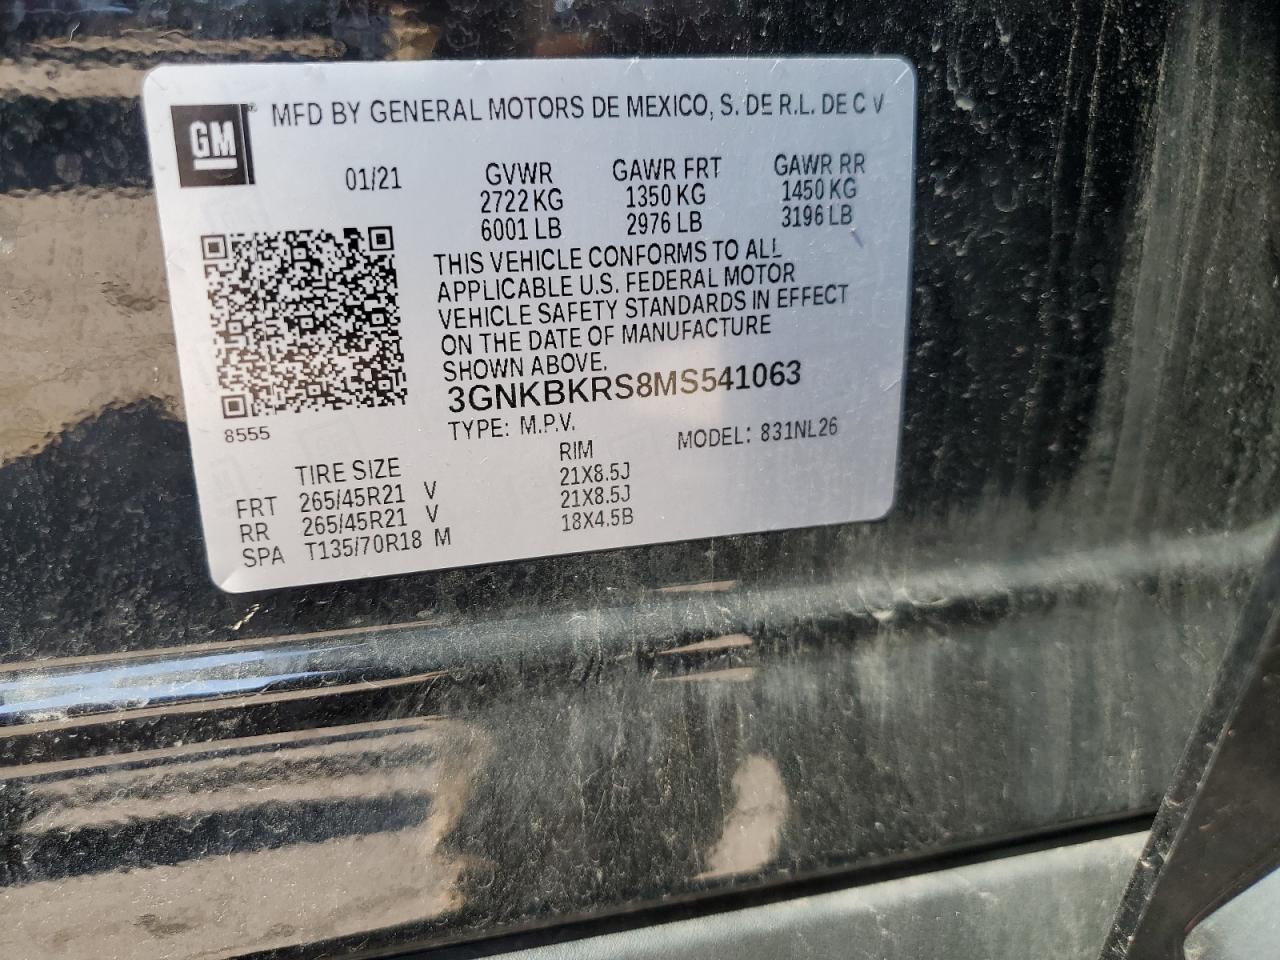 GM® MFD BY GENERAL MOTORS DE MEXICO, S. DE R.L. DE C V
01/21 GVWR GAWR FRT GAWR RR
2722 KG 1350 KG 1450 KG
6001 LB 2976 LB 3196 LB
THIS VEHICLE CONFORMS TO ALL
APPLICABLE U.S. FEDERAL MOTOR
VEHICLE SAFETY STANDARDS IN EFFECT
ON THE DATE OF MANUFACTURE
SHOWN ABOVE.
3GNKBKRS8MS541063
8555
TYPE: M.P.V. MODEL: 831NL26
TIRE SIZE RIM
FRT 265/45R21 V 21X8.5J
RR 265/45R21 V 21X8.5J
SPA T135/70R18 M 18X4.5B